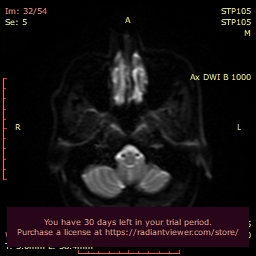 Im: 32/54
Se: 5
A
STP105
STP105
M
Ax DWI B 1000
R
L
You have 30 days left in your trial period.
Purchase a license at https://radiantviewer.com/store/